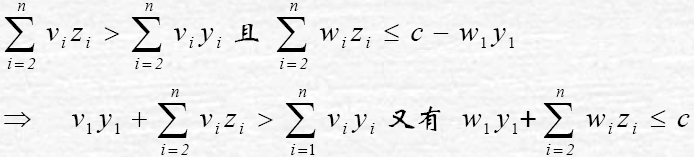 ∑_{i=2}^{n} v_i z_i > ∑_{i=2}^{n} v_i y_i 且 ∑_{i=2}^{n} w_i z_i ≤ c − w_1 y_1
⇒ v_1 y_1 + ∑_{i=2}^{n} v_i z_i > ∑_{i=1}^{n} v_i y_i 又有 w_1 y_1 + ∑_{i=2}^{n} w_i z_i ≤ c